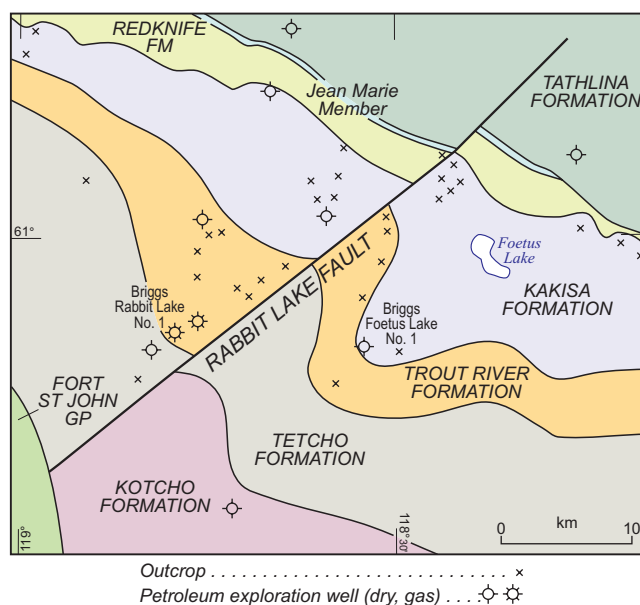 REDKNIFE
FM
Jean Marie
Member
TATHLINA
FORMATION
61°
Foetus
Lake
RABBIT LAKE FAULT
Briggs
Rabbit Lake
No. 1
Briggs
Foetus Lake
No. 1
KAKISA
FORMATION
TROUT RIVER
FORMATION
FORT
ST JOHN
GP
TETCHO
FORMATION
KOTCHO
FORMATION
119°
118°30'
km
0 10
Outcrop . . . . . . . . . . . . . . . . . . . . . . . . . . . . x
Petroleum exploration well (dry, gas) . . . .